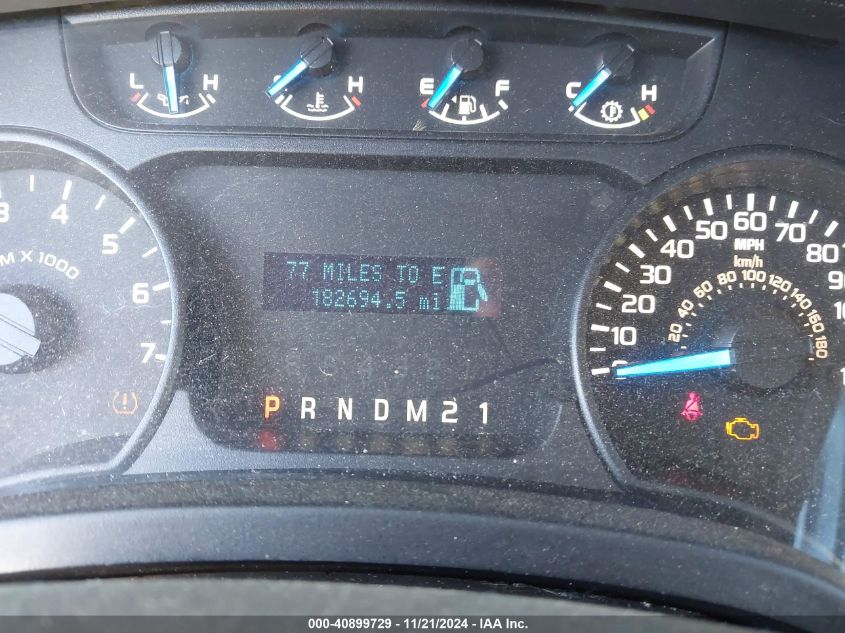 L H
H
E F
C H
3 4 5 6 7
M X 1000
77 MILES TO E
182694.5 mi
P R N D M 2 1
0 10 20 30 40 50 60 70 80
MPH
km/h
20 40 60 80 100 120 140 160 180
000-40899729 - 11/21/2024 - IAA Inc.